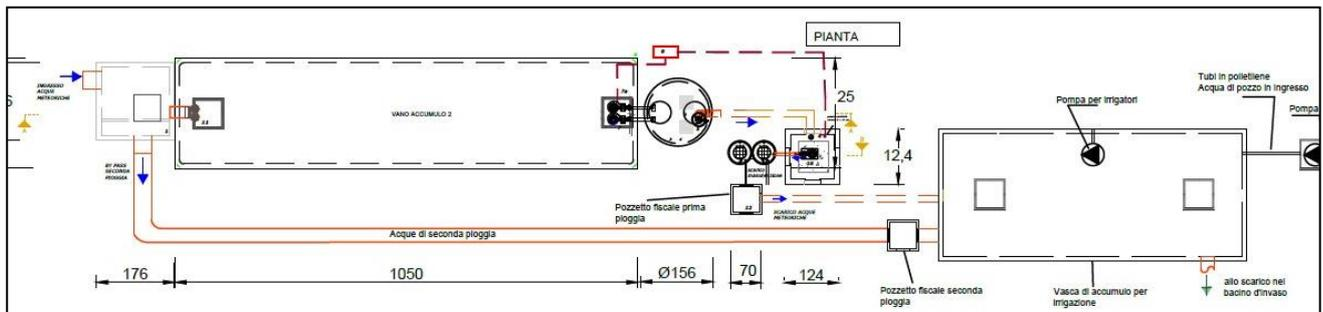 PIANTA
INGRESSO
ACQUE
METEORICHE
VANO ACCUMULO 2
25
12,4
Pompa per irrigatori
Tubi in polietilene
Acqua di pozzo in ingresso
Pompa
BY PASS
SECONDA
PIOGGIA
Pozzetto fiscale prima
pioggia
SCARICO ACQUE
METEORICHE
Acque di seconda pioggia
176
1050
Ø156
70
124
Pozzetto fiscale seconda
pioggia
Vasca di accumulo per
irrigazione
allo scarico nel
bacino d'invaso